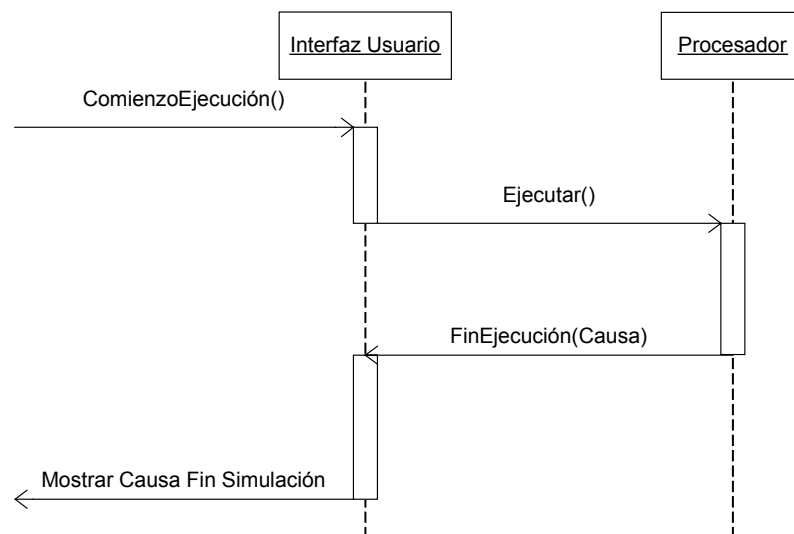 Interfaz Usuario
Procesador
ComienzoEjecución()
Ejecutar()
FinEjecución(Causa)
Mostrar Causa Fin Simulación